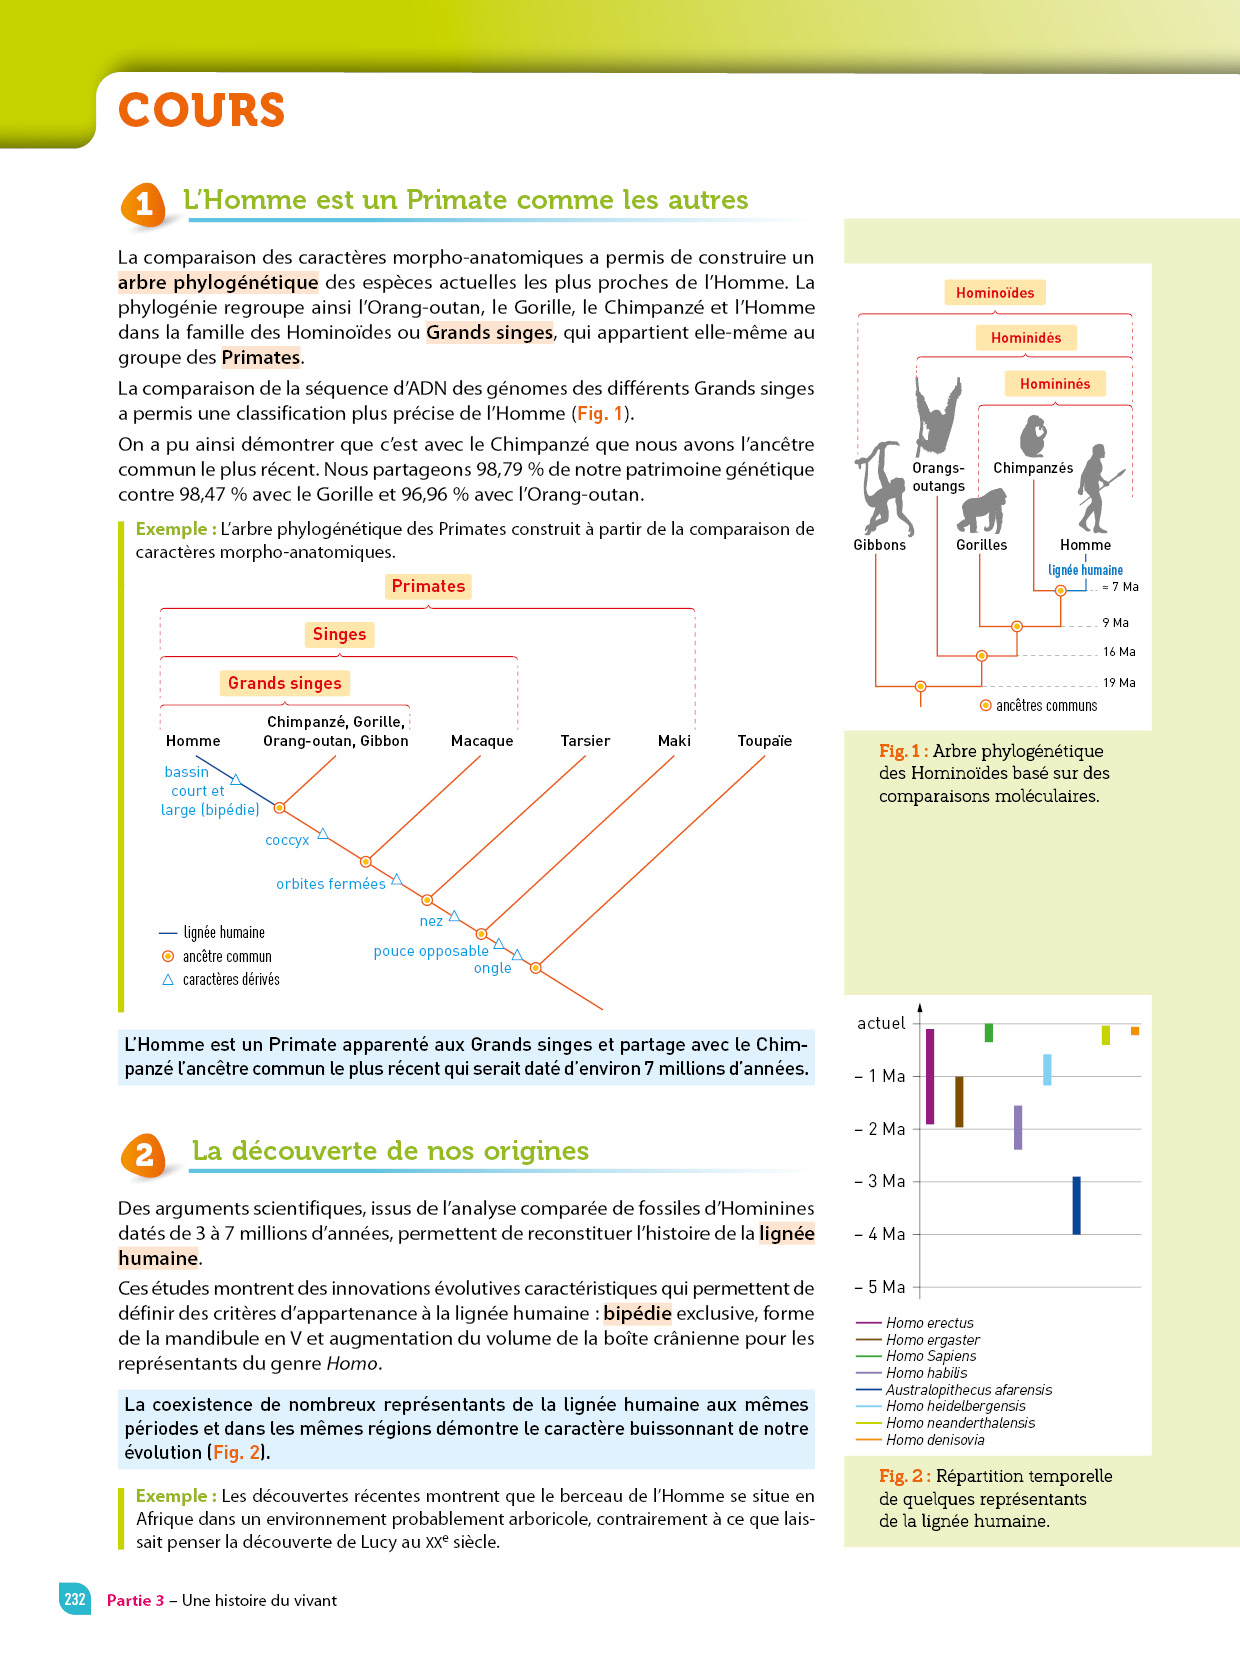 COURS
1 L’Homme est un Primate comme les autres
La comparaison des caractères morpho-anatomiques a permis de construire un
arbre phylogénétique des espèces actuelles les plus proches de l’Homme. La
phylogénie regroupe ainsi l’Orang-outan, le Gorille, le Chimpanzé et l’Homme
dans la famille des Hominoïdes ou Grands singes, qui appartient elle-même au
groupe des Primates.
La comparaison de la séquence d’ADN des génomes des différents Grands singes
a permis une classification plus précise de l’Homme (Fig. 1).
On a pu ainsi démontrer que c’est avec le Chimpanzé que nous avons l’ancêtre
commun le plus récent. Nous partageons 98,79 % de notre patrimoine génétique
contre 98,47 % avec le Gorille et 96,96 % avec l’Orang-outan.
Exemple : L’arbre phylogénétique des Primates construit à partir de la comparaison de
caractères morpho-anatomiques.
Primates
Singes
Grands singes
Chimpanzé, Gorille,
Homme Orang-outan, Gibbon Macaque Tarsier Maki Toupaïe
bassin
court et
large (bipédie)
coccyx
orbites fermées
nez
pouce opposable
ongle
lignée humaine
ancêtre commun
caractères dérivés
L’Homme est un Primate apparenté aux Grands singes et partage avec le Chim-
panzé l’ancêtre commun le plus récent qui serait daté d’environ 7 millions d’années.
2 La découverte de nos origines
Des arguments scientifiques, issus de l’analyse comparée de fossiles d’Hominines
datés de 3 à 7 millions d’années, permettent de reconstituer l’histoire de la lignée
humaine.
Ces études montrent des innovations évolutives caractéristiques qui permettent de
définir des critères d’appartenance à la lignée humaine : bipédie exclusive, forme
de la mandibule en V et augmentation du volume de la boîte crânienne pour les
représentants du genre Homo.
La coexistence de nombreux représentants de la lignée humaine aux mêmes
périodes et dans les mêmes régions démontre le caractère buissonnant de notre
évolution (Fig. 2).
Exemple : Les découvertes récentes montrent que le berceau de l’Homme se situe en
Afrique dans un environnement probablement arboricole, contrairement à ce que lais-
sait penser la découverte de Lucy au XXe siècle.
Hominoïdes
Hominidés
Homininés
Orangs-
outangs
Chimpanzés
Gibbons
Gorilles
Homme
lignée humaine
≈ 7 Ma
9 Ma
16 Ma
19 Ma
ancêtres communs
Fig. 1 : Arbre phylogénétique
des Hominoïdes basé sur des
comparaisons moléculaires.
actuel
– 1 Ma
– 2 Ma
– 3 Ma
– 4 Ma
– 5 Ma
Homo erectus
Homo ergaster
Homo Sapiens
Homo habilis
Australopithecus afarensis
Homo heidelbergensis
Homo neanderthalensis
Homo denisovia
Fig. 2 : Répartition temporelle
de quelques représentants
de la lignée humaine.
232 Partie 3 – Une histoire du vivant